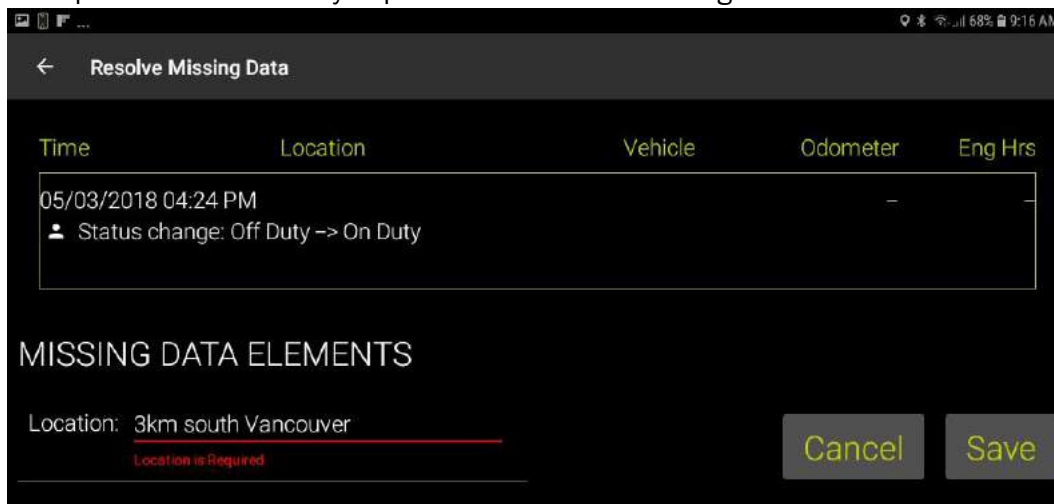 ... 68% 9:16 AM
Resolve Missing Data
Time Location Vehicle Odometer Eng Hrs
05/03/2018 04:24 PM – –
Status change: Off Duty –> On Duty
MISSING DATA ELEMENTS
Location: 3km south Vancouver
Location is Required
Cancel Save